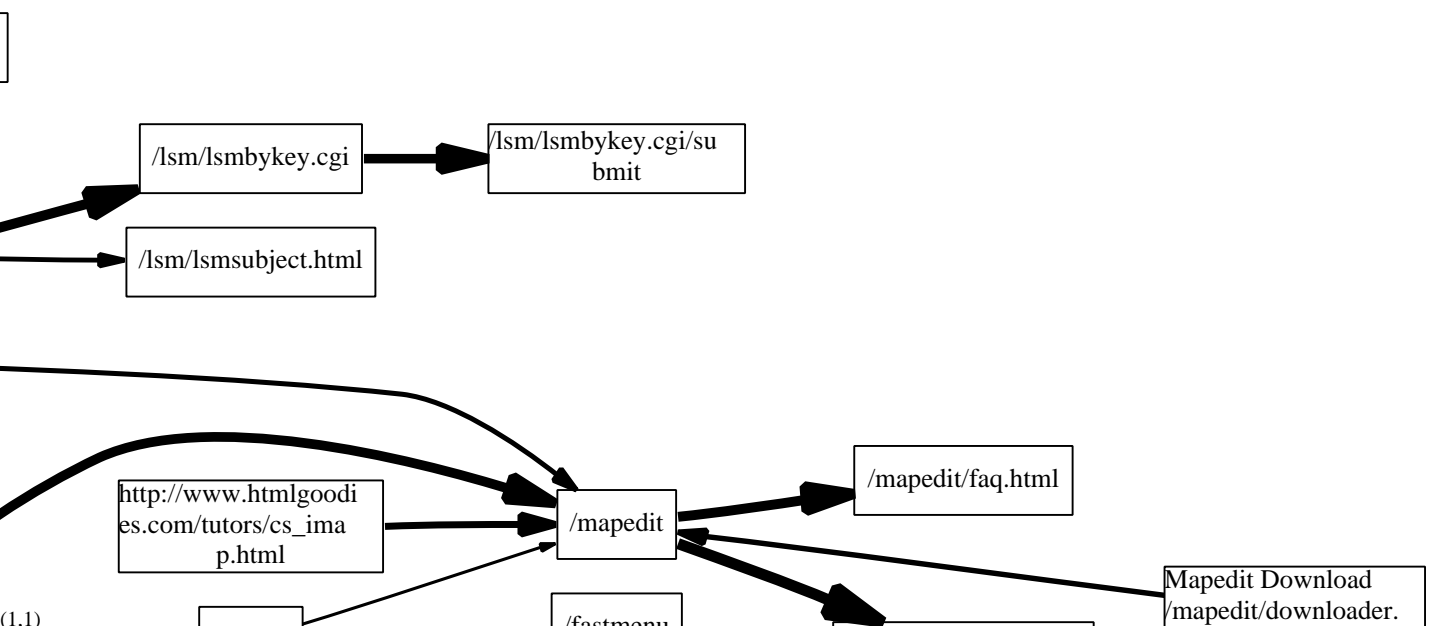 /lsm/lsmbykey.cgi
/lsm/lsmbykey.cgi/su
bmit
/lsm/lsmsubject.html
/mapedit/faq.html
http://www.htmlgoodi
es.com/tutors/cs_ima
p.html
/mapedit
Mapedit Download
/mapedit/downloader.
(1,1)
/fastmenu